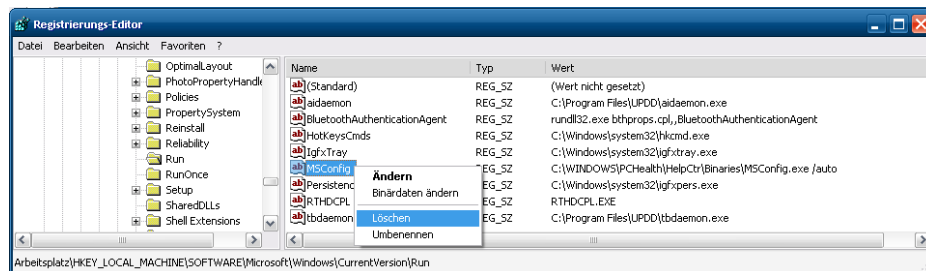 Registrierungs-Editor
Datei Bearbeiten Ansicht Favoriten ?
OptimalLayout
PhotoPropertyHandle
Policies
PropertySystem
Reinstall
Reliability
Run
RunOnce
Setup
SharedDLLs
Shell Extensions
Name Typ Wert
(Standard) REG_SZ (Wert nicht gesetzt)
aidaemon REG_SZ C:\Program Files\UPDD\aidaemon.exe
BluetoothAuthenticationAgent REG_SZ rundll32.exe bthprops.cpl,,BluetoothAuthenticationAgent
HotKeysCmds REG_SZ C:\Windows\system32\hkcmd.exe
IgfxTray REG_SZ C:\Windows\system32\igfxtray.exe
MSConfig REG_SZ C:\WINDOWS\PCHealth\HelpCtr\Binaries\MSConfig.exe /auto
Persistenc EG_SZ C:\Windows\system32\igfxpers.exe
RTHDCPL EG_SZ RTHDCPL.EXE
tbdaemon EG_SZ C:\Program Files\UPDD\tbdaemon.exe
Ändern
Binärdaten ändern
Löschen
Umbenennen
Arbeitsplatz\HKEY_LOCAL_MACHINE\SOFTWARE\Microsoft\Windows\CurrentVersion\Run